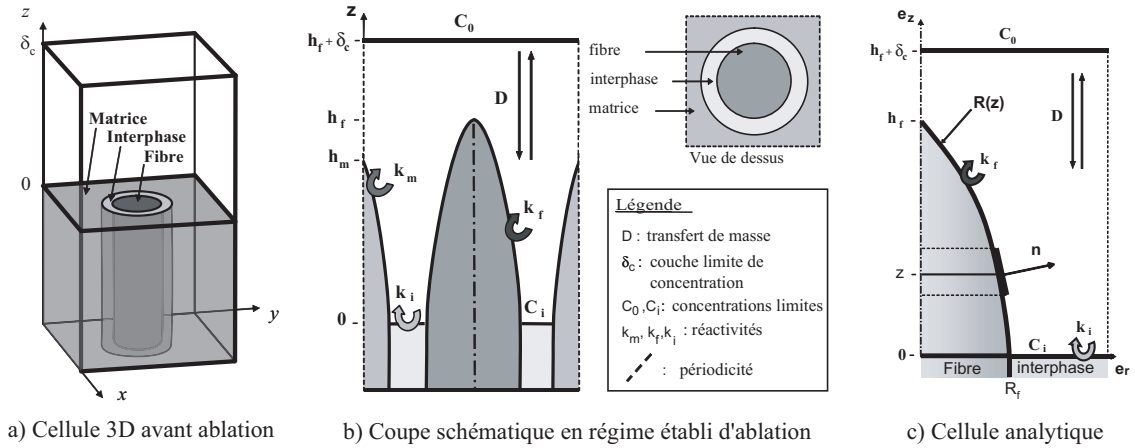 z
δc
0
Matrice
Interphase
Fibre
y
x
a) Cellule 3D avant ablation
z
C0
hf + δc
D
hf
hm
km
kf
ki
Ci
0
b) Coupe schématique en régime établi d'ablation
fibre
interphase
matrice
Vue de dessus
Légende
D : transfert de masse
δc : couche limite de
concentration
C0 ,Ci : concentrations limites
km, kf, ki : réactivités
: périodicité
ez
C0
hf + δc
D
R(z)
hf
kf
n
z
ki
Ci
0
Fibre
interphase
er
Rf
c) Cellule analytique